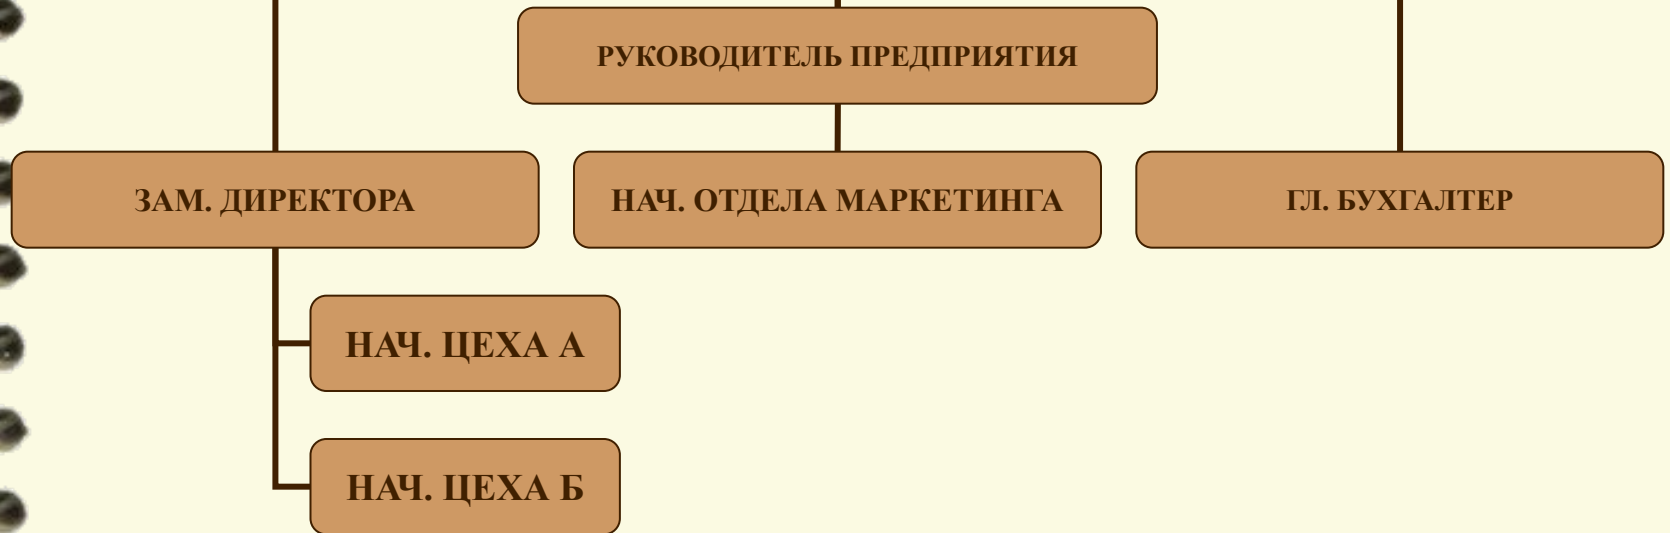 РУКОВОДИТЕЛЬ ПРЕДПРИЯТИЯ
ЗАМ. ДИРЕКТОРА
НАЧ. ОТДЕЛА МАРКЕТИНГА
ГЛ. БУХГАЛТЕР
НАЧ. ЦЕХА А
НАЧ. ЦЕХА Б